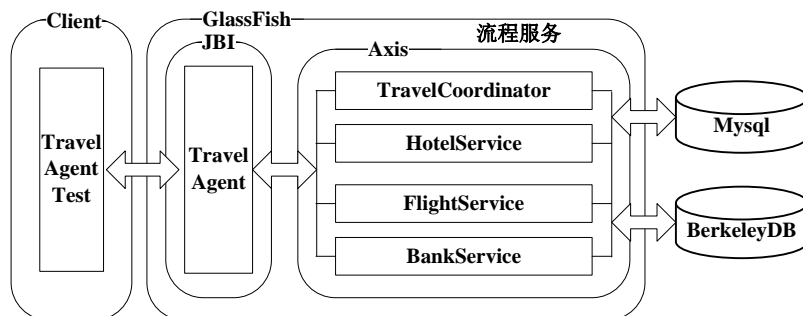 Client
GlassFish
流程服务
JBI
Axis
Travel
Agent
Test
Travel
Agent
TravelCoordinator
HotelService
FlightService
BankService
Mysql
BerkeleyDB